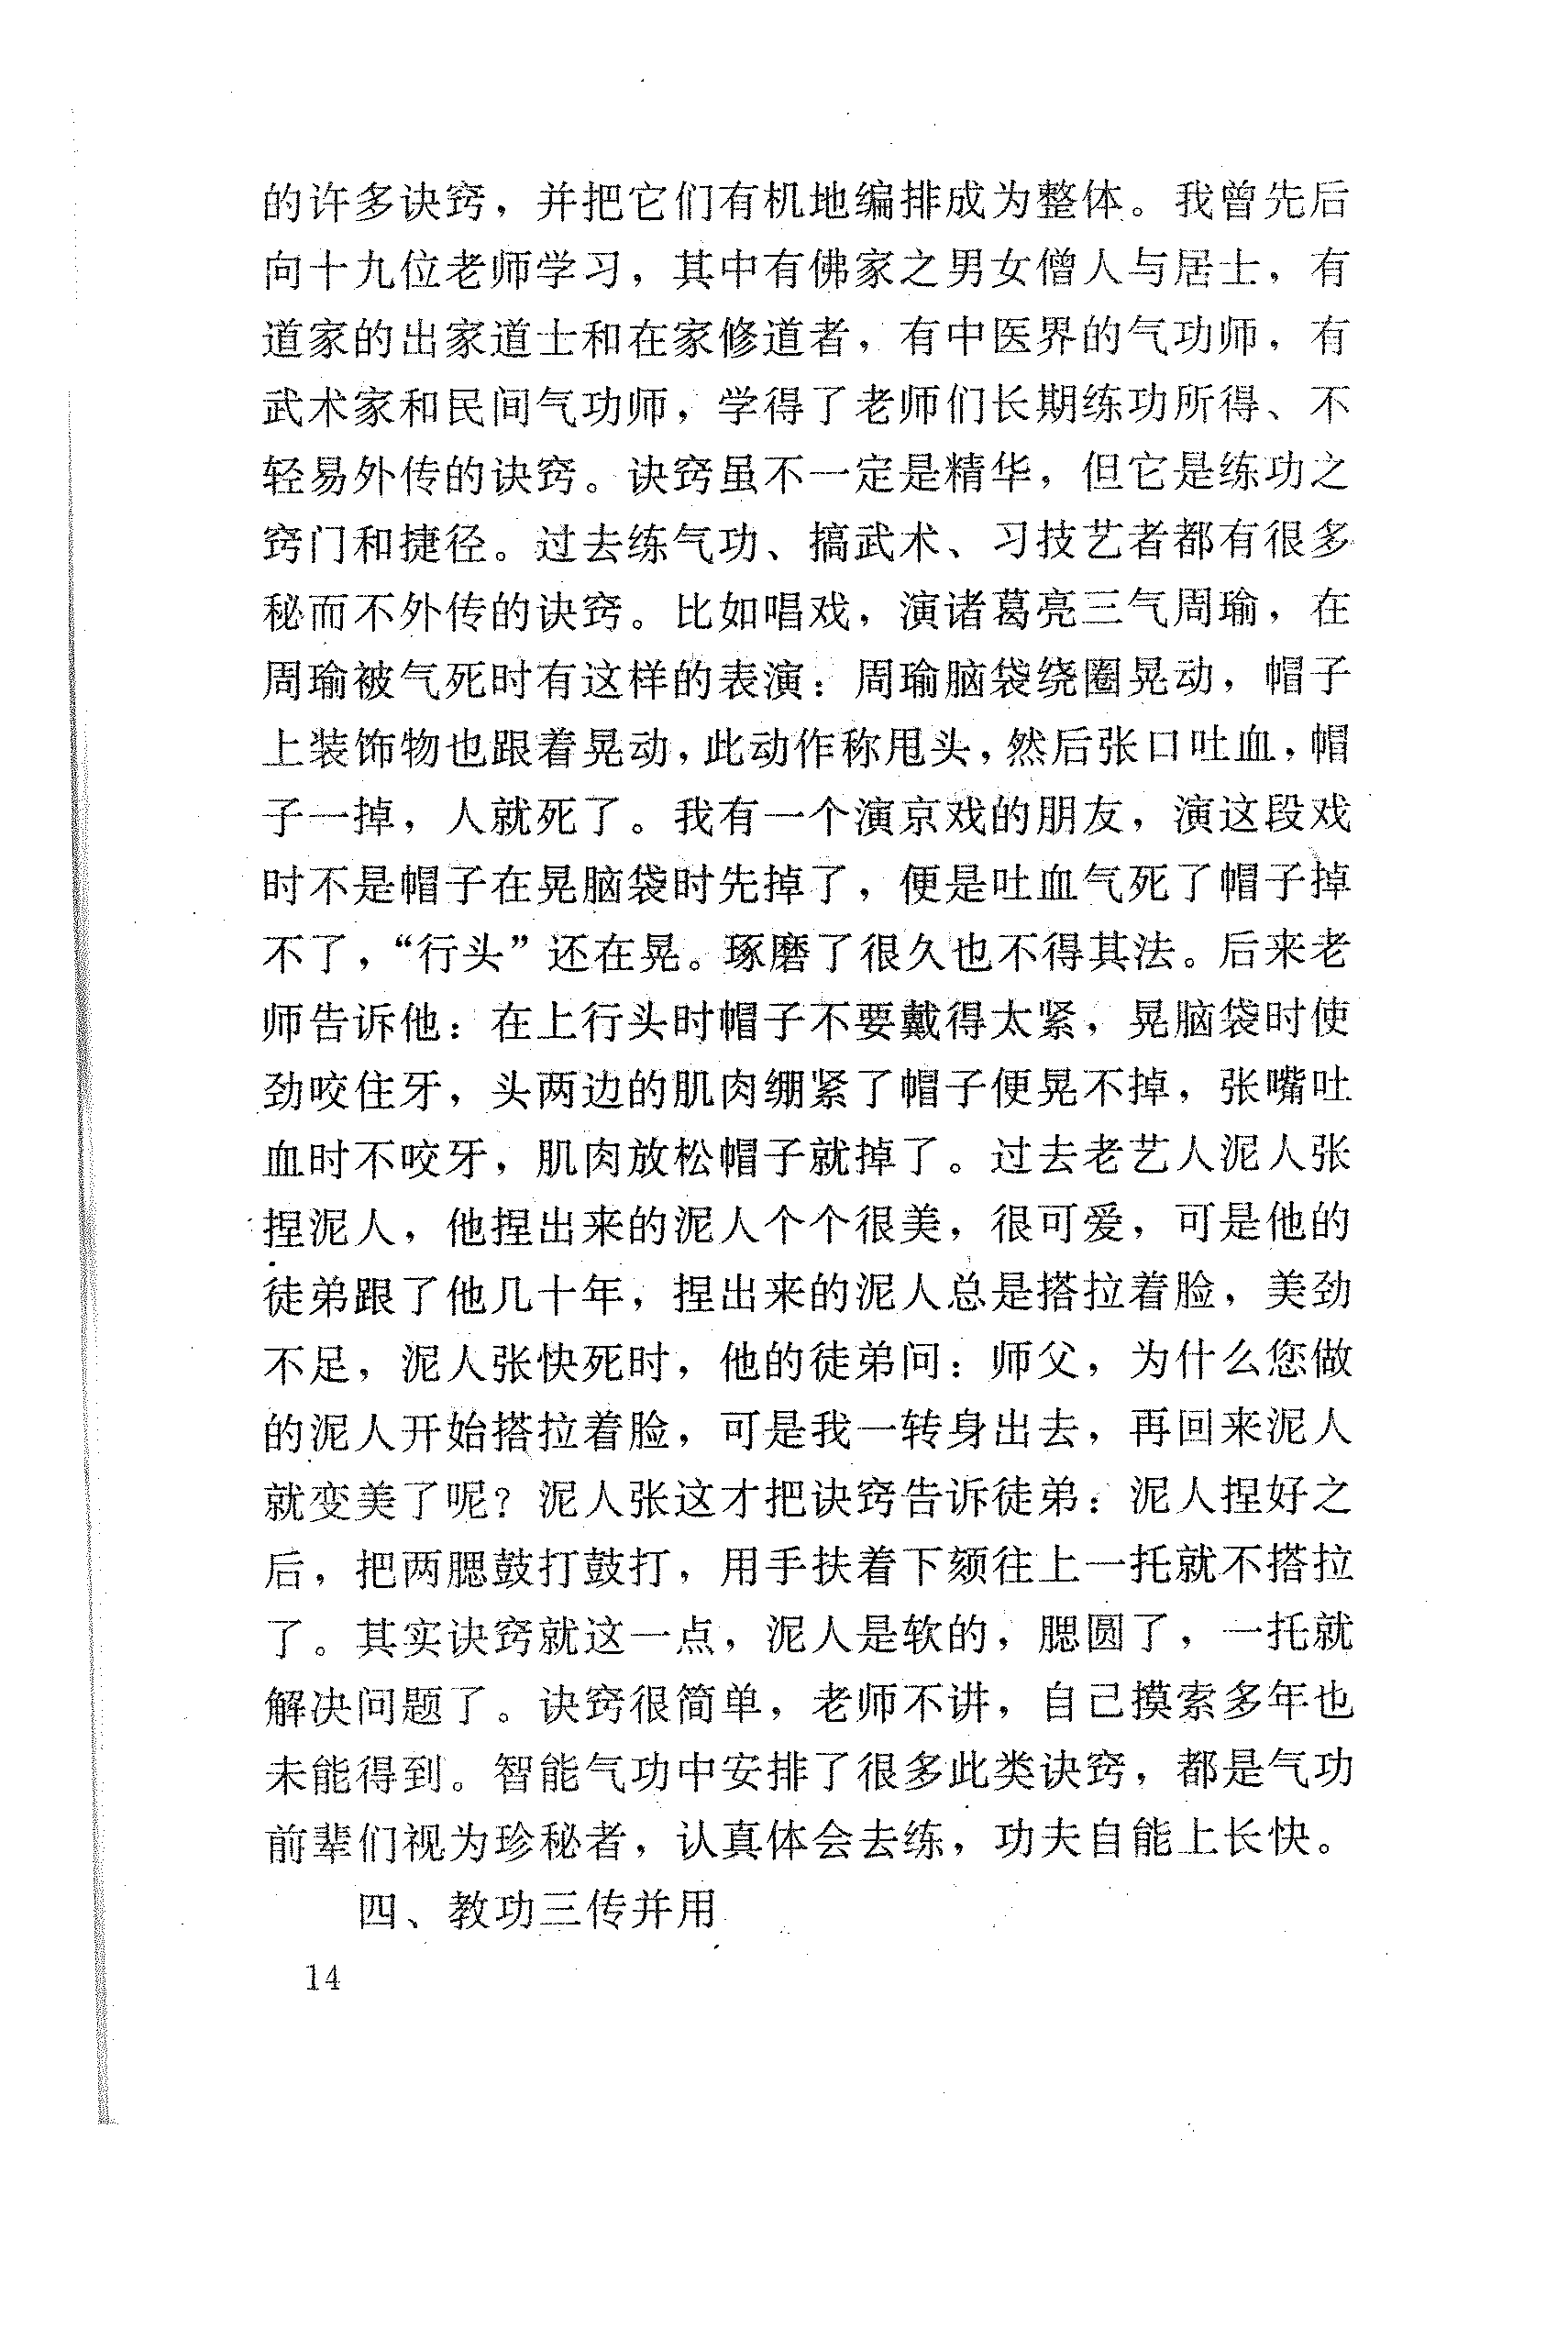 的许多诀窍，并把它们有机地编排成为整体。我曾先后
向十九位老师学习，其中有佛家之男女僧人与居士，有
道家的出家道士和在家修道者，有中医界的气功师，有
武术家和民间气功师，学得了老师们长期练功所得、不
轻易外传的诀窍。诀窍虽不一定是精华，但它是练功之
窍门和捷径。过去练气功、搞武术、习技艺者都有很多
秘而不外传的诀窍。比如唱戏，演诸葛亮三气周瑜，在
周瑜被气死时有这样的表演：周瑜脑袋绕圈晃动，帽子
上装饰物也跟着晃动，此动作称甩头，然后张口吐血，帽
子一掉，人就死了。我有一个演京戏的朋友，演这段戏
时不是帽子在晃脑袋时先掉了，便是吐血气死了帽子掉
不了，“行头”还在晃。琢磨了很久也不得其法。后来老
师告诉他：在上行头时帽子不要戴得太紧，晃脑袋时使
劲咬住牙，头两边的肌肉绷紧了帽子便晃不掉，张嘴吐
血时不咬牙，肌肉放松帽子就掉了。过去老艺人泥人张
捏泥人，他捏出来的泥人个个很美，很可爱，可是他的
徒弟跟了他几十年，捏出来的泥人总是搭拉着脸，美劲
不足，泥人张快死时，他的徒弟问：师父，为什么您做
的泥人开始搭拉着脸，可是我一转身出去，再回来泥人
就变美了呢？泥人张这才把诀窍告诉徒弟：泥人捏好之
后，把两腮鼓打鼓打，用手扶着下颏往上一托就不搭拉
了。其实诀窍就这一点，泥人是软的，腮圆了，一托就
解决问题了。诀窍很简单，老师不讲，自己摸索多年也
未能得到。智能气功中安排了很多此类诀窍，都是气功
前辈们视为珍秘者，认真体会去练，功夫自能上长快。
四、教功三传并用
14